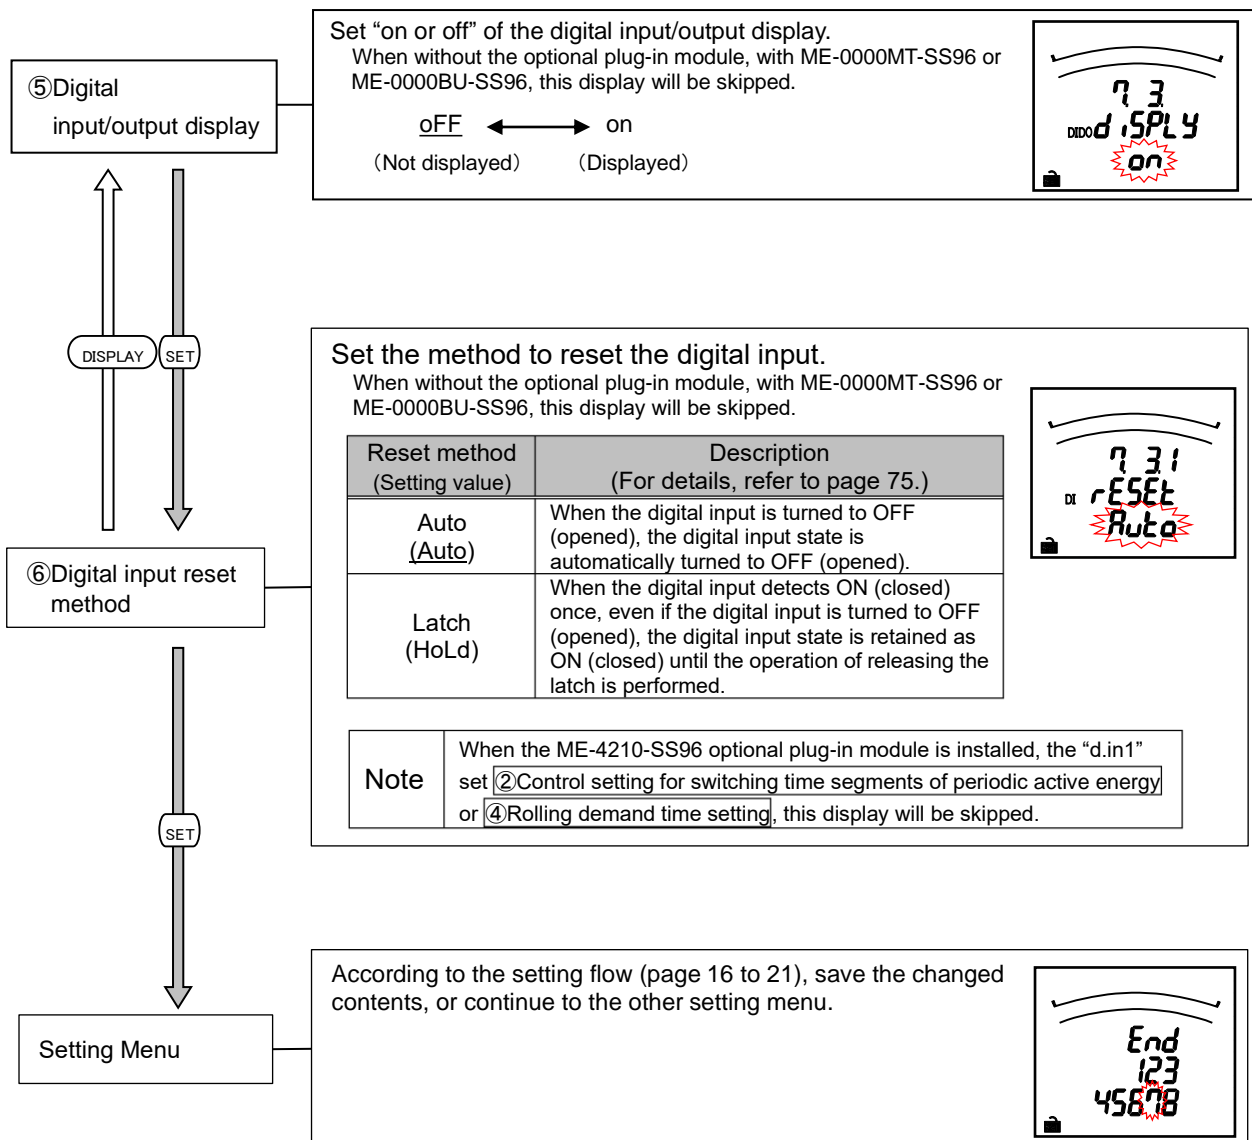 Set “on or off” of the digital input/output display.
When without the optional plug-in module, with ME-0000MT-SS96 or
ME-0000BU-SS96, this display will be skipped.
⑤Digital
input/output display
oFF on
（Not displayed） （Displayed）
7. 3.
DIDO diSPLY
on
DISPLAY SET
Set the method to reset the digital input.
When without the optional plug-in module, with ME-0000MT-SS96 or
ME-0000BU-SS96, this display will be skipped.
Reset method
(Setting value)
Description
(For details, refer to page 75.)
Auto
(Auto)
When the digital input is turned to OFF
(opened), the digital input state is
automatically turned to OFF (opened).
Latch
(HoLd)
When the digital input detects ON (closed)
once, even if the digital input is turned to OFF
(opened), the digital input state is retained as
ON (closed) until the operation of releasing the
latch is performed.
7. 3.1
DI rESEt
Auto
⑥Digital input reset
method
Note
When the ME-4210-SS96 optional plug-in module is installed, the “d.in1”
set ②Control setting for switching time segments of periodic active energy
or ④Rolling demand time setting, this display will be skipped.
SET
According to the setting flow (page 16 to 21), save the changed
contents, or continue to the other setting menu.
Setting Menu
End
123
45678